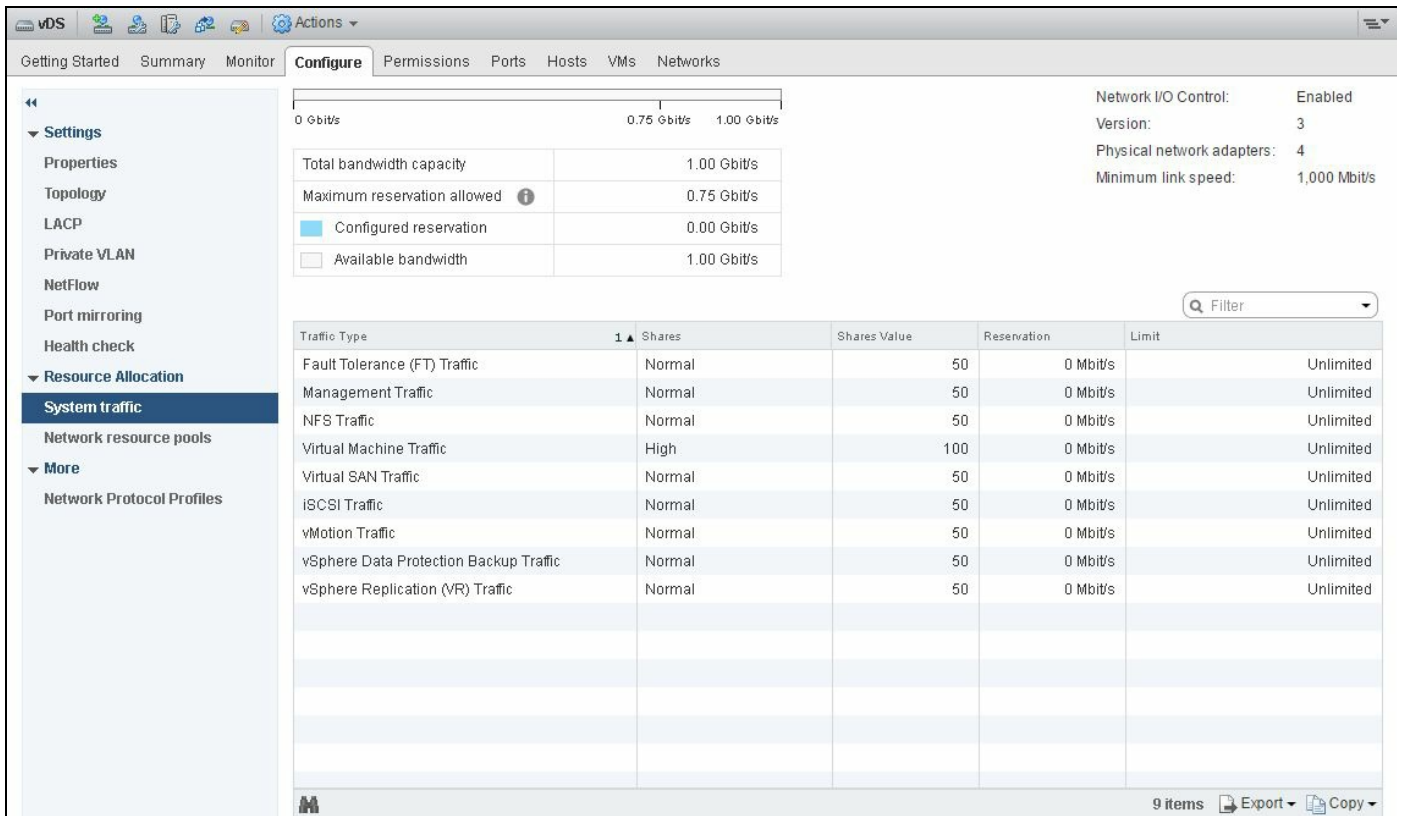 vDS Actions
Getting Started Summary Monitor Configure Permissions Ports Hosts VMs Networks
Settings
Properties
Topology
LACP
Private VLAN
NetFlow
Port mirroring
Health check
Resource Allocation
System traffic
Network resource pools
More
Network Protocol Profiles
0 Gbit/s 0.75 Gbit/s 1.00 Gbit/s
Total bandwidth capacity 1.00 Gbit/s
Maximum reservation allowed 0.75 Gbit/s
Configured reservation 0.00 Gbit/s
Available bandwidth 1.00 Gbit/s
Network I/O Control: Enabled
Version: 3
Physical network adapters: 4
Minimum link speed: 1,000 Mbit/s
Filter
Traffic Type 1 Shares Shares Value Reservation Limit
Fault Tolerance (FT) Traffic Normal 50 0 Mbit/s Unlimited
Management Traffic Normal 50 0 Mbit/s Unlimited
NFS Traffic Normal 50 0 Mbit/s Unlimited
Virtual Machine Traffic High 100 0 Mbit/s Unlimited
Virtual SAN Traffic Normal 50 0 Mbit/s Unlimited
iSCSI Traffic Normal 50 0 Mbit/s Unlimited
vMotion Traffic Normal 50 0 Mbit/s Unlimited
vSphere Data Protection Backup Traffic Normal 50 0 Mbit/s Unlimited
vSphere Replication (VR) Traffic Normal 50 0 Mbit/s Unlimited
9 items Export Copy